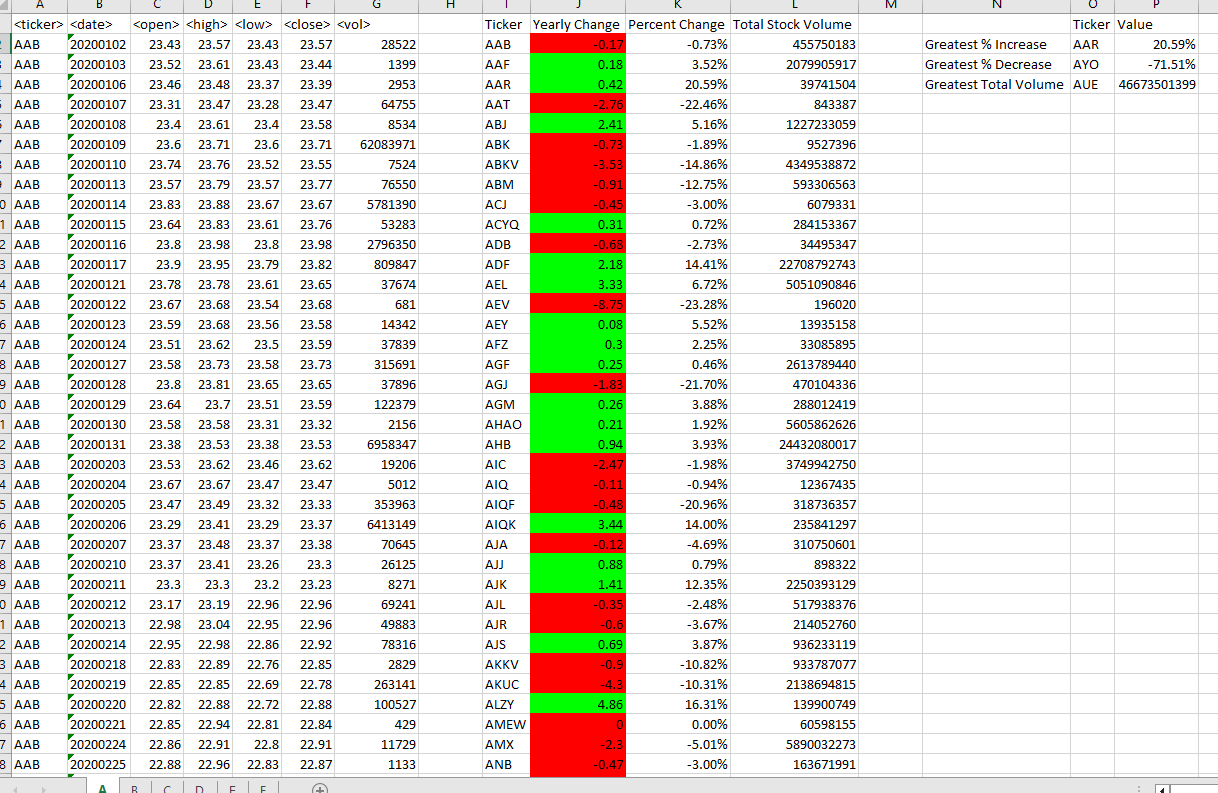 A B C D E F G H I J K L M N O P
<ticker> <date> <open> <high> <low> <close> <vol> Ticker Yearly Change Percent Change Total Stock Volume Ticker Value
AAB 20200102 23.43 23.57 23.43 23.57 28522 AAB -0.17 -0.73% 455750183 Greatest % Increase AAR 20.59%
AAB 20200103 23.52 23.61 23.43 23.44 1399 AAF 0.18 3.52% 2079905917 Greatest % Decrease AYO -71.51%
AAB 20200106 23.46 23.48 23.37 23.39 2953 AAR 0.42 20.59% 39741504 Greatest Total Volume AUE 46673501399
AAB 20200107 23.31 23.47 23.28 23.47 64755 AAT -2.76 -22.46% 843387
AAB 20200108 23.4 23.61 23.4 23.58 8534 ABJ 2.41 5.16% 1227233059
AAB 20200109 23.6 23.71 23.6 23.71 62083971 ABK -0.73 -1.89% 9527396
AAB 20200110 23.74 23.76 23.52 23.55 7524 ABKV -3.53 -14.86% 4349538872
AAB 20200113 23.57 23.79 23.57 23.77 76550 ABM -0.91 -12.75% 593306563
AAB 20200114 23.83 23.88 23.67 23.67 5781390 ACJ -0.45 -3.00% 6079331
AAB 20200115 23.64 23.83 23.61 23.76 53283 ACYQ 0.31 0.72% 284153367
AAB 20200116 23.8 23.98 23.8 23.98 2796350 ADB -0.68 -2.73% 34495347
AAB 20200117 23.9 23.95 23.79 23.82 809847 ADF 2.18 14.41% 22708792743
AAB 20200121 23.78 23.78 23.61 23.65 37674 AEL 3.33 6.72% 5051090846
AAB 20200122 23.67 23.68 23.54 23.68 681 AEV -8.75 -23.28% 196020
AAB 20200123 23.59 23.68 23.56 23.58 14342 AEY 0.08 5.52% 13935158
AAB 20200124 23.51 23.62 23.5 23.59 37839 AFZ 0.3 2.25% 33085895
AAB 20200127 23.58 23.73 23.58 23.73 315691 AGF 0.25 0.46% 2613789440
AAB 20200128 23.8 23.81 23.65 23.65 37896 AGJ -1.83 -21.70% 470104336
AAB 20200129 23.64 23.7 23.51 23.59 122379 AGM 0.26 3.88% 288012419
AAB 20200130 23.58 23.58 23.31 23.32 2156 AHAO 0.21 1.92% 5605862626
AAB 20200131 23.38 23.53 23.38 23.53 6958347 AHB 0.94 3.93% 24432080017
AAB 20200203 23.53 23.62 23.46 23.62 19206 AIC -2.47 -1.98% 3749942750
AAB 20200204 23.67 23.67 23.47 23.47 5012 AIQ -0.11 -0.94% 12367435
AAB 20200205 23.47 23.49 23.32 23.33 353963 AIQF -0.48 -20.96% 318736357
AAB 20200206 23.29 23.41 23.29 23.37 6413149 AIQK 3.44 14.00% 235841297
AAB 20200207 23.37 23.48 23.37 23.38 70645 AJA -0.12 -4.69% 310750601
AAB 20200210 23.37 23.41 23.26 23.3 26125 AJJ 0.88 0.79% 898322
AAB 20200211 23.3 23.3 23.2 23.23 8271 AJK 1.41 12.35% 2250393129
AAB 20200212 23.17 23.19 22.96 22.96 69241 AJL -0.35 -2.48% 517938376
AAB 20200213 22.98 23.04 22.95 22.96 49883 AJR -0.6 -3.67% 214052760
AAB 20200214 22.95 22.98 22.86 22.92 78316 AJS 0.69 3.87% 936233119
AAB 20200218 22.83 22.89 22.76 22.85 2829 AKKV -0.9 -10.82% 933787077
AAB 20200219 22.85 22.85 22.69 22.78 263141 AKUC -4.3 -10.31% 2138694815
AAB 20200220 22.82 22.88 22.72 22.88 100527 ALZY 4.86 16.31% 139900749
AAB 20200221 22.85 22.94 22.81 22.84 429 AMEW 0 0.00% 60598155
AAB 20200224 22.86 22.91 22.8 22.91 11729 AMX -2.3 -5.01% 5890032273
AAB 20200225 22.88 22.96 22.83 22.87 1133 ANB -0.47 -3.00% 163671991
A B C D E F